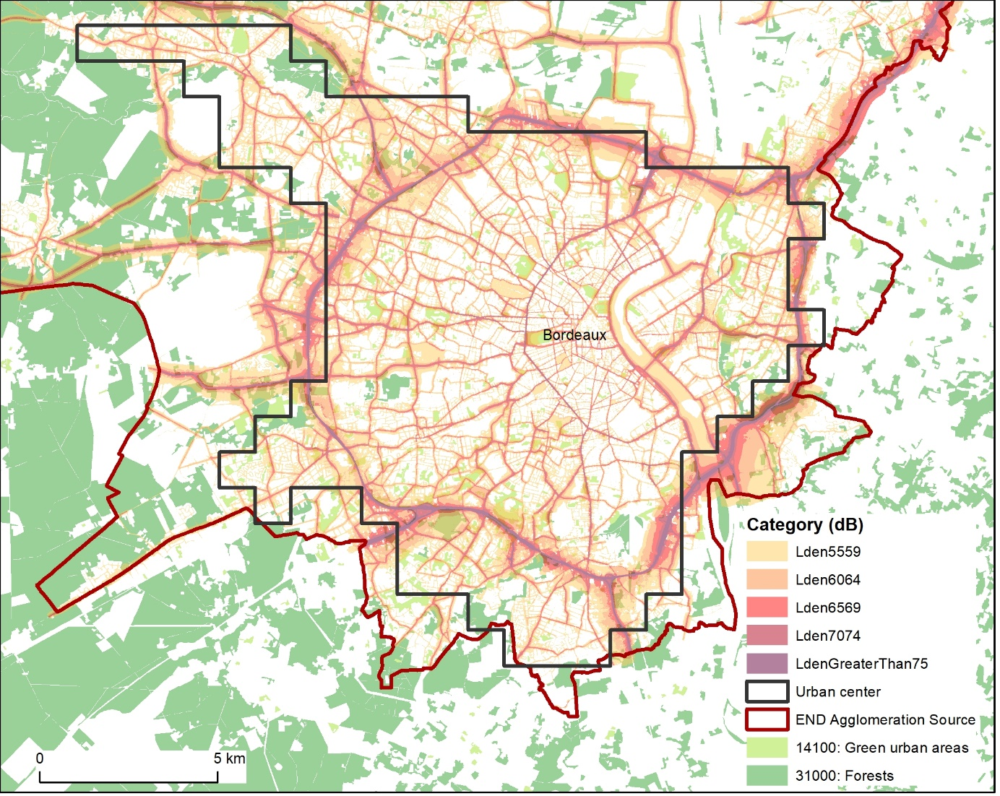 Bordeaux
Category (dB)
Lden5559
Lden6064
Lden6569
Lden7074
LdenGreaterThan75
Urban center
END Agglomeration Source
14100: Green urban areas
31000: Forests
0 5 km